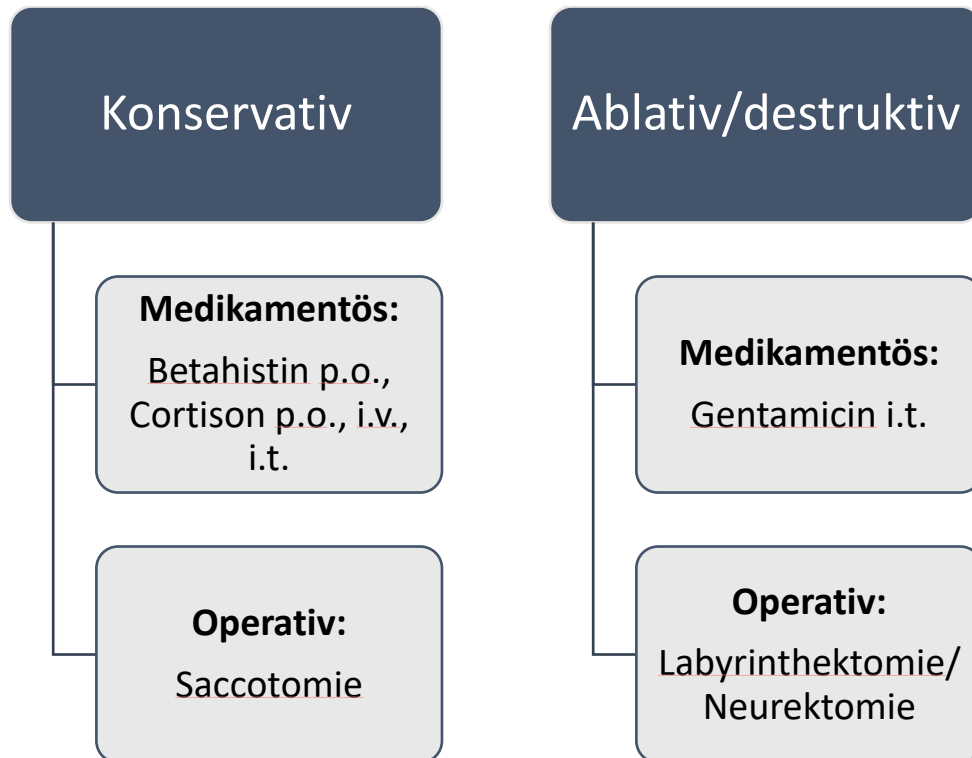 Konservativ
Medikamentös:
Betahistin p.o.,
Cortison p.o., i.v.,
i.t.
Operativ:
Saccotomie
Ablativ/destruktiv
Medikamentös:
Gentamicin i.t.
Operativ:
Labyrinthektomie/
Neurektomie